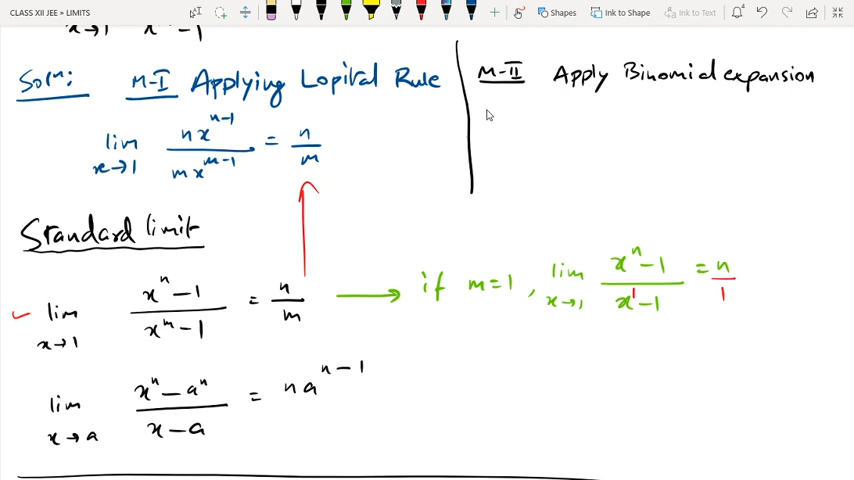 CLASS XII JEE » LIMITS
Shapes
Ink to Shape
Ink to Text
x→1 x^m − 1
Soln: M-I Applying Lopital Rule
lim x→1 nx^(n−1) / mx^(m−1) = n/m
M-II Apply Binomial expansion
Standard limit
lim x→1 (x^n − 1)/(x^m − 1) = n/m → if m=1, lim x→1 (x^n − 1)/(x^1 − 1) = n/1
lim x→a (x^n − a^n)/(x − a) = na^(n−1)